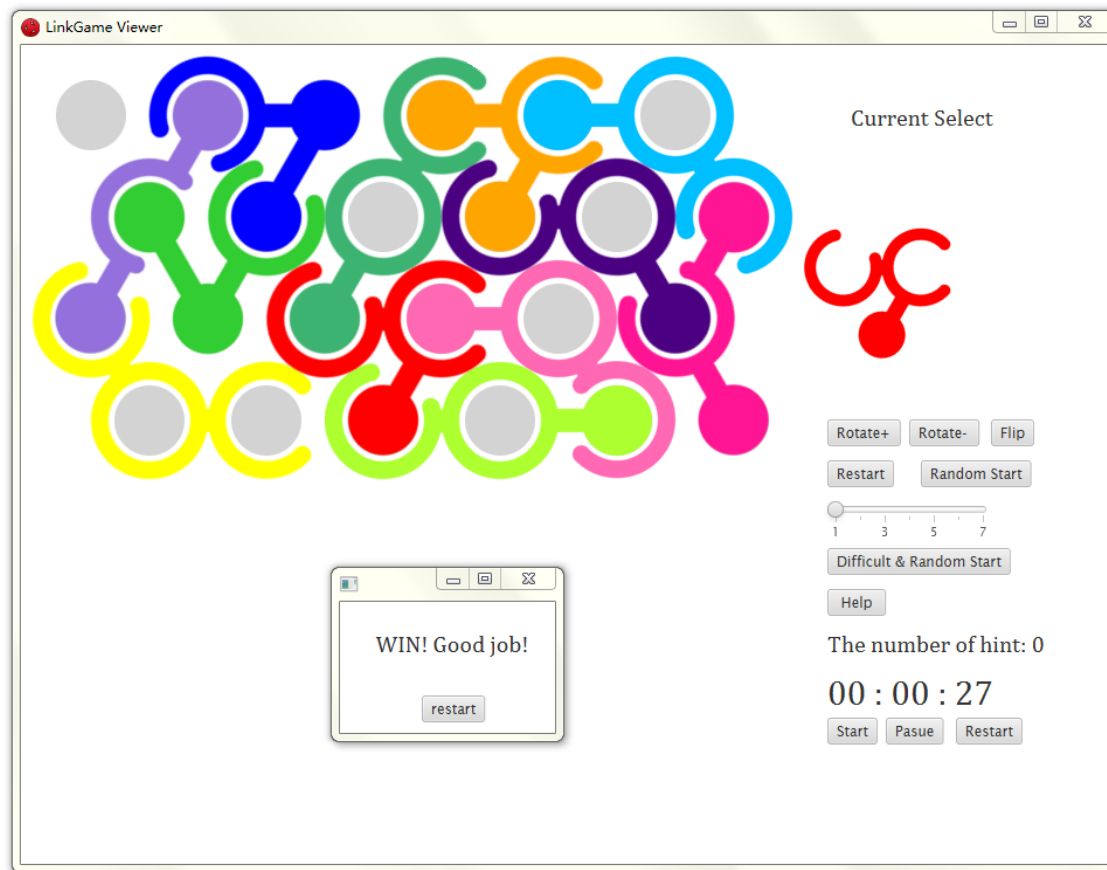 LinkGame Viewer
Current Select
Rotate+ Rotate- Flip
Restart Random Start
1 3 5 7
Difficult & Random Start
Help
WIN! Good job!
The number of hint: 0
00 : 00 : 27
restart
Start Pasue Restart